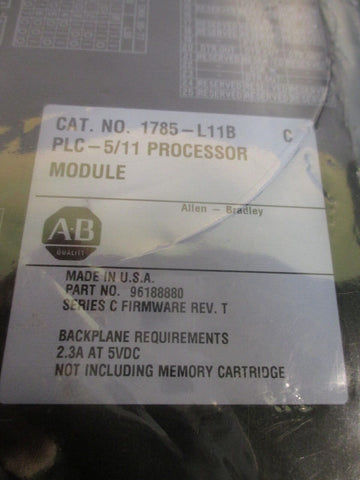 CAT. NO. 1785-L11B C
PLC-5/11 PROCESSOR
MODULE
Allen - Bradley
A-B
QUALITY
MADE IN U.S.A.
PART NO. 96188880
SERIES C FIRMWARE REV. T
BACKPLANE REQUIREMENTS
2.3A AT 5VDC
NOT INCLUDING MEMORY CARTRIDGE